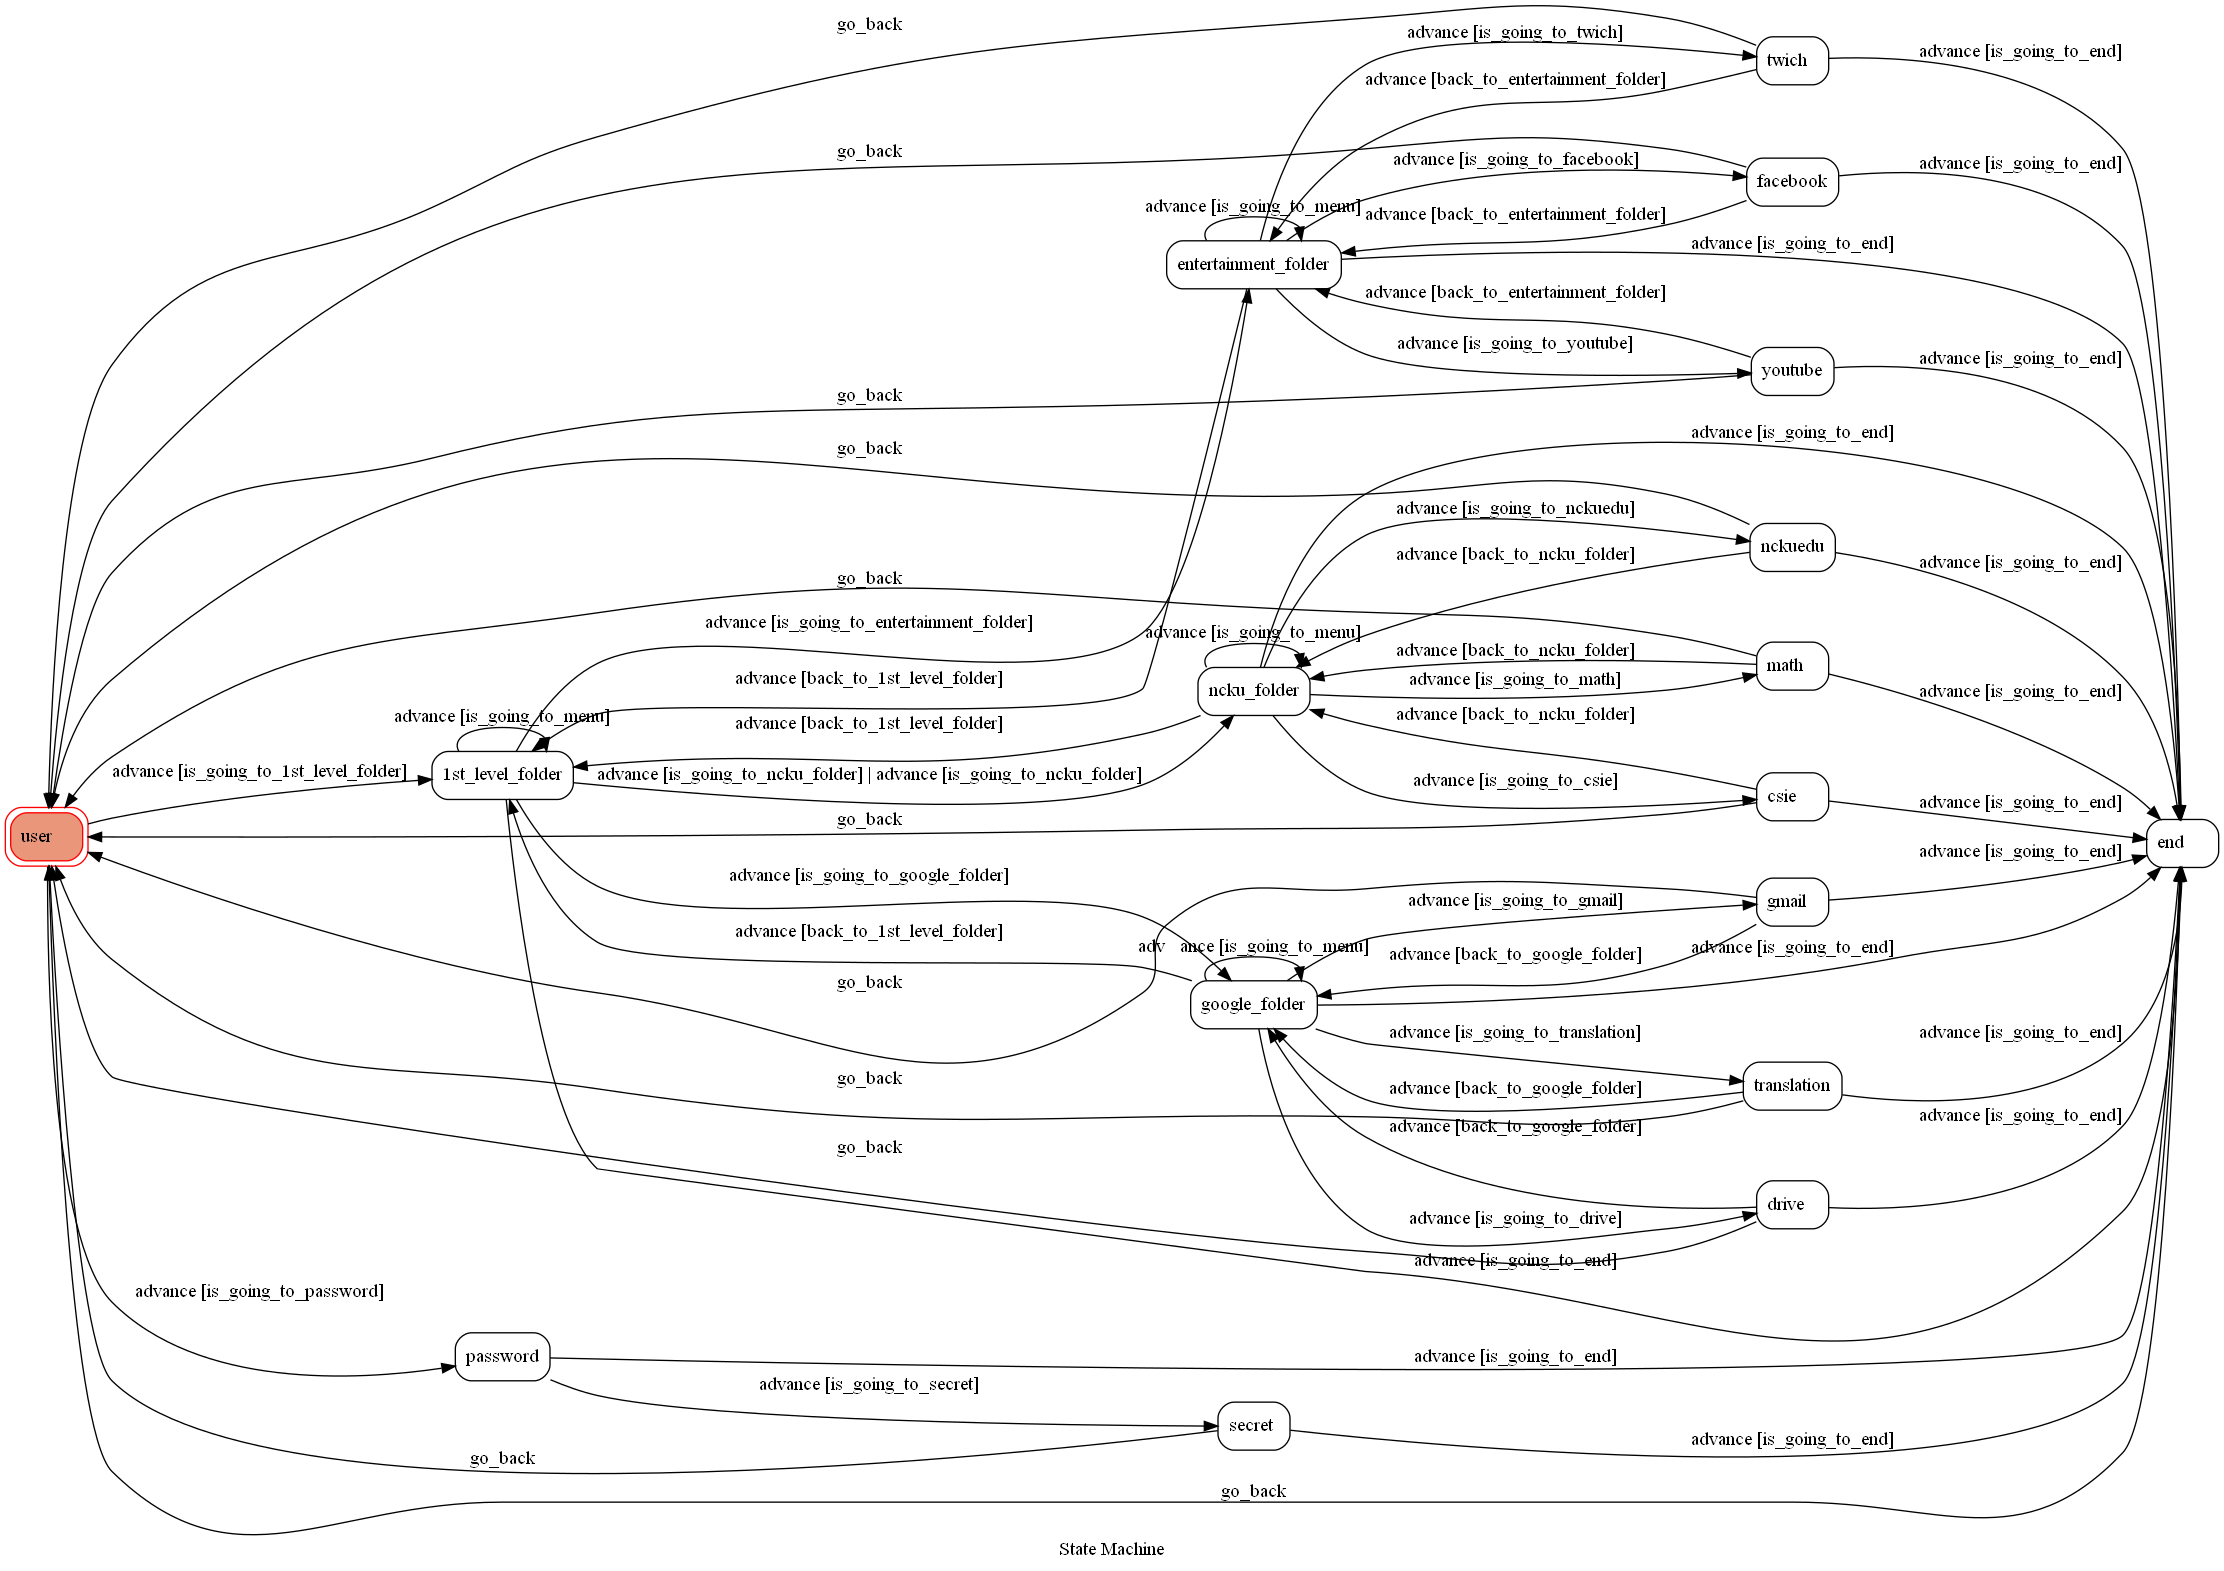 go_back
advance [is_going_to_twich]
advance [is_going_to_end]
twich
advance [back_to_entertainment_folder]
go_back
advance [is_going_to_facebook]
advance [is_going_to_end]
facebook
advance [is_going_to_menu]
advance [back_to_entertainment_folder]
advance [is_going_to_end]
entertainment_folder
advance [back_to_entertainment_folder]
advance [is_going_to_youtube]
advance [is_going_to_end]
youtube
go_back
advance [is_going_to_end]
go_back
advance [is_going_to_nckuedu]
nckuedu
advance [back_to_ncku_folder]
advance [is_going_to_end]
go_back
advance [is_going_to_entertainment_folder]
advance [is_going_to_menu]
advance [back_to_ncku_folder]
math
advance [back_to_1st_level_folder]
advance [is_going_to_math]
ncku_folder
advance [is_going_to_end]
advance [is_going_to_menu]
advance [back_to_1st_level_folder]
advance [back_to_ncku_folder]
advance [is_going_to_1st_level_folder]
1st_level_folder
advance [is_going_to_ncku_folder] | advance [is_going_to_ncku_folder]
advance [is_going_to_csie]
csie
advance [is_going_to_end]
go_back
user
end
advance [is_going_to_end]
advance [is_going_to_google_folder]
advance [is_going_to_gmail]
gmail
advance [back_to_1st_level_folder]
advance [is_going_to_menu]
advance [is_going_to_end]
advance [back_to_google_folder]
go_back
google_folder
advance [is_going_to_translation]
advance [is_going_to_end]
go_back
advance [back_to_google_folder]
translation
advance [is_going_to_end]
advance [back_to_google_folder]
go_back
drive
advance [is_going_to_drive]
advance [is_going_to_end]
advance [is_going_to_password]
password
advance [is_going_to_end]
advance [is_going_to_secret]
secret
advance [is_going_to_end]
go_back
go_back
State Machine